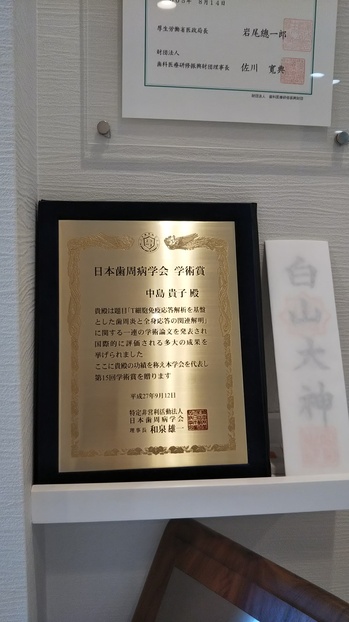 8月14日
厚生労働省医政局長
岩尾總一郎
財団法人
歯科医療研修振興財団理事長
佐川 寛典
日本歯周病学会 学術賞
中島 貴子 殿
貴殿は題目「T細胞免疫応答解析を基盤
とした歯周炎と全身応答の関連解明」
に関する一連の学術論文を発表され
国際的に評価される多大の成果を
挙げられました
ここに貴殿の功績を称え本学会を代表し
第15回学術賞を贈ります
平成27年9月12日
特定非営利活動法人
日本歯周病学会
理事長 和泉 雄一
白山大神